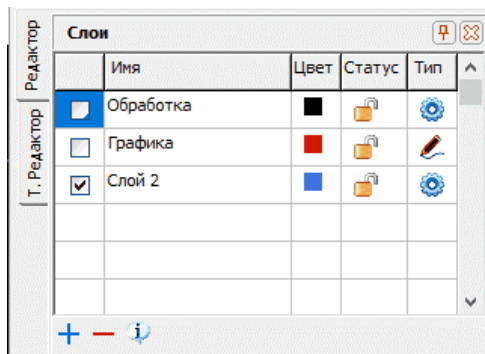 Слои
Имя Цвет Статус Тип
Обработка
Графика
Слой 2
Редактор
Т. Редактор